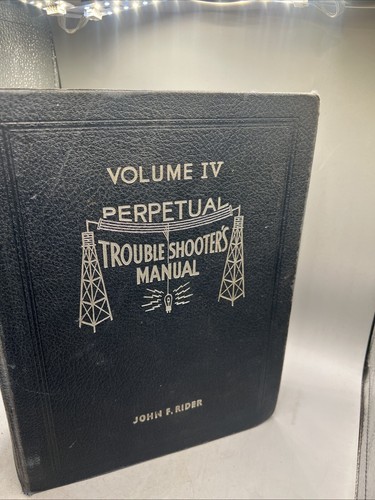 VOLUME IV
PERPETUAL
TROUBLE SHOOTER'S
MANUAL
JOHN F. RIDER